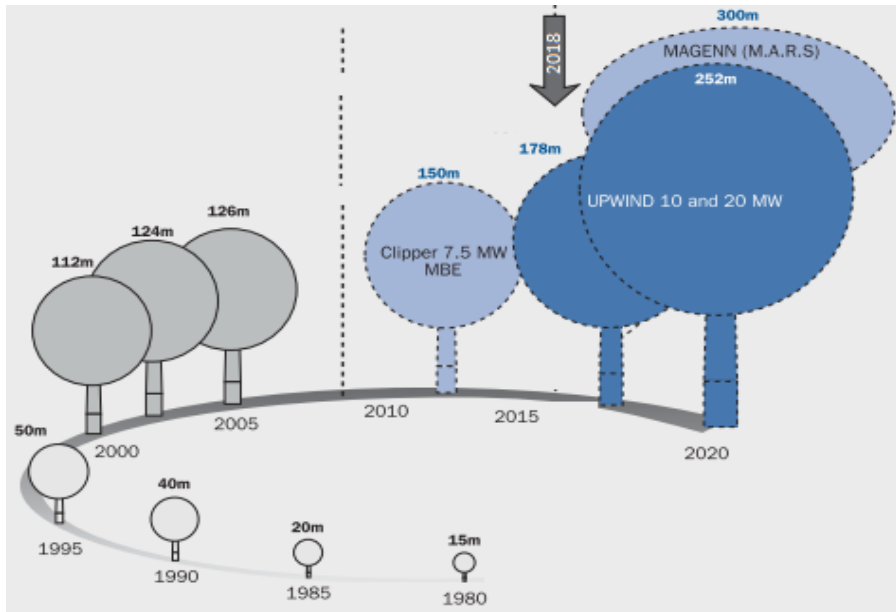 300m
2018
MAGENN (M.A.R.S)
252m
178m
150m
UPWIND 10 and 20 MW
126m
124m
112m
Clipper 7.5 MW
MBE
2000
2005
2010
2015
2020
50m
40m
20m
15m
1995
1990
1985
1980